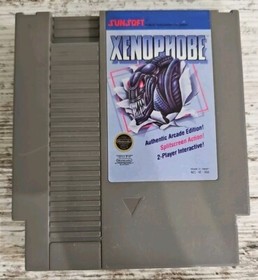 SUNSOFT
XENOPHOBE
Authentic Arcade Edition!
Splitscreen Action!
2-Player Interactive!